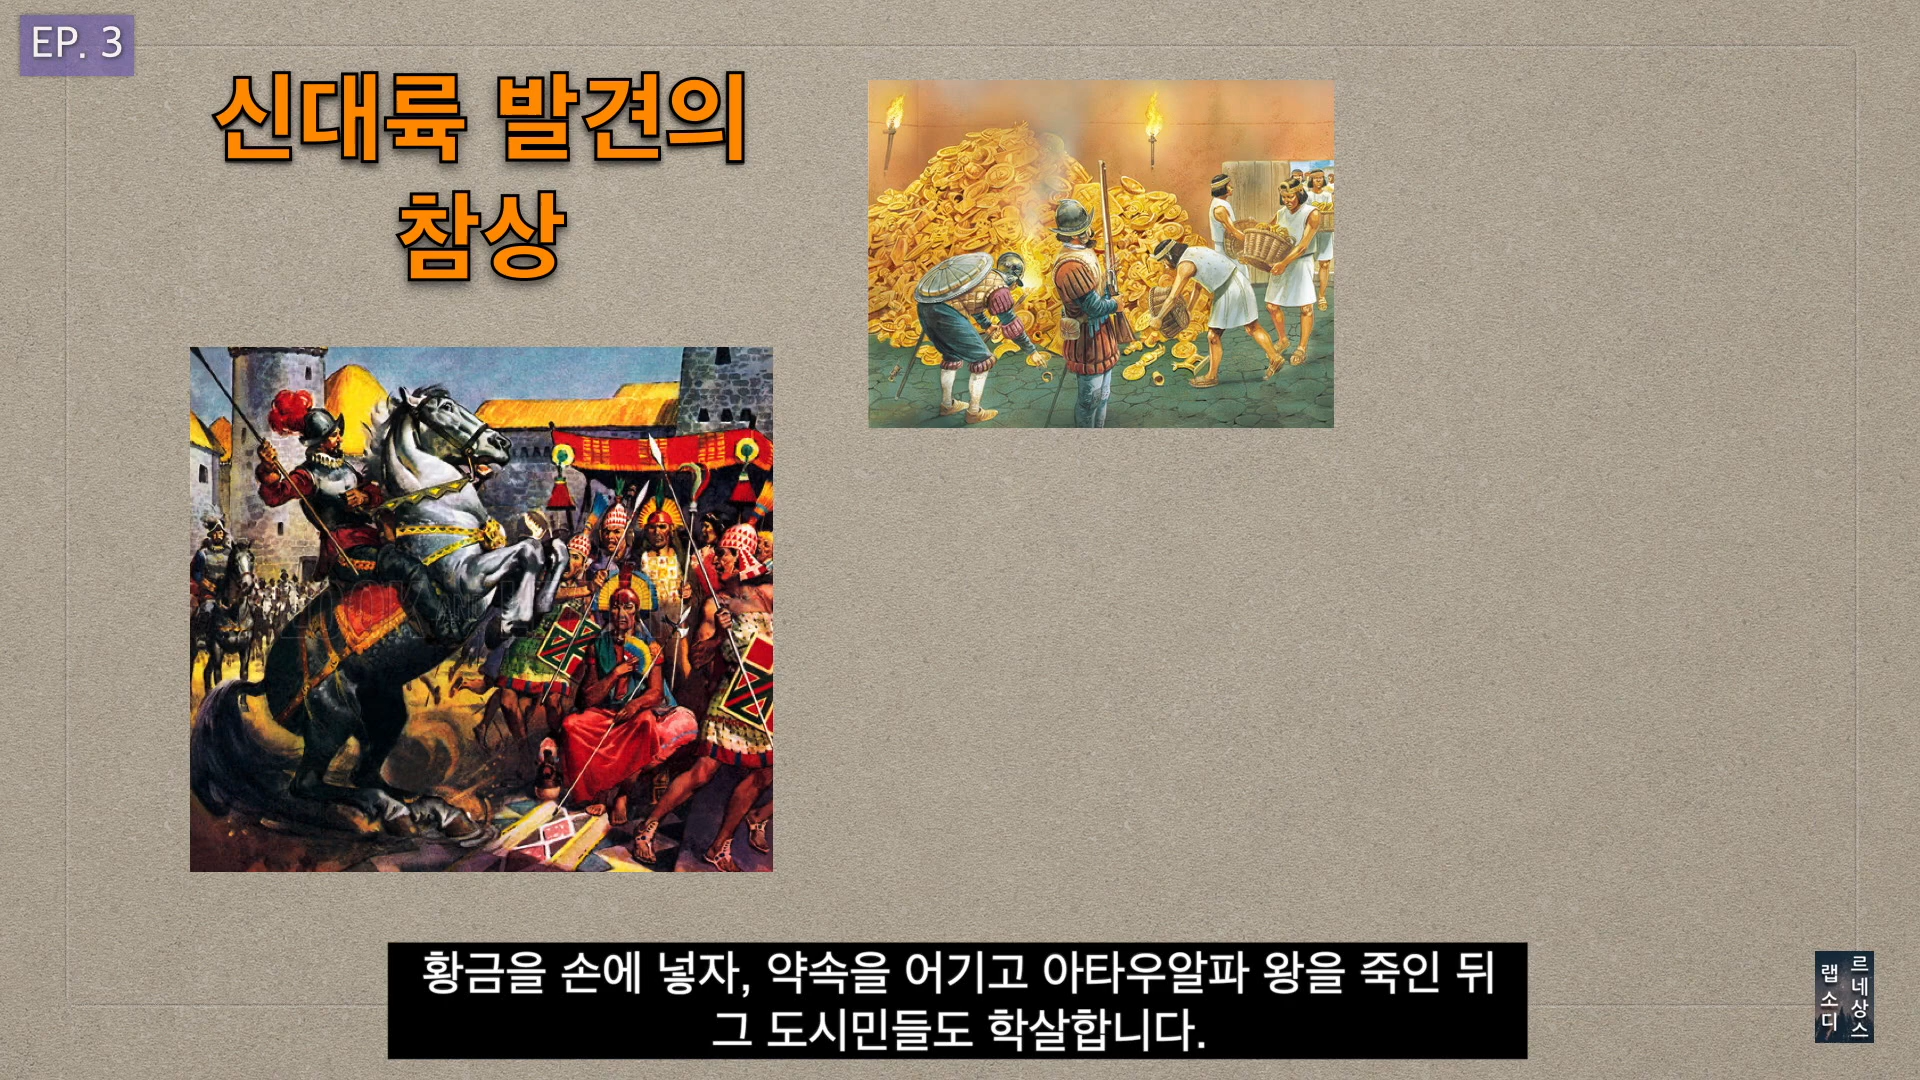 EP. 3
신대륙 발견의
참상
황금을 손에 넣자, 약속을 어기고 아타우알파 왕을 죽인 뒤
그 도시민들도 학살합니다.
르네상스
랩소디